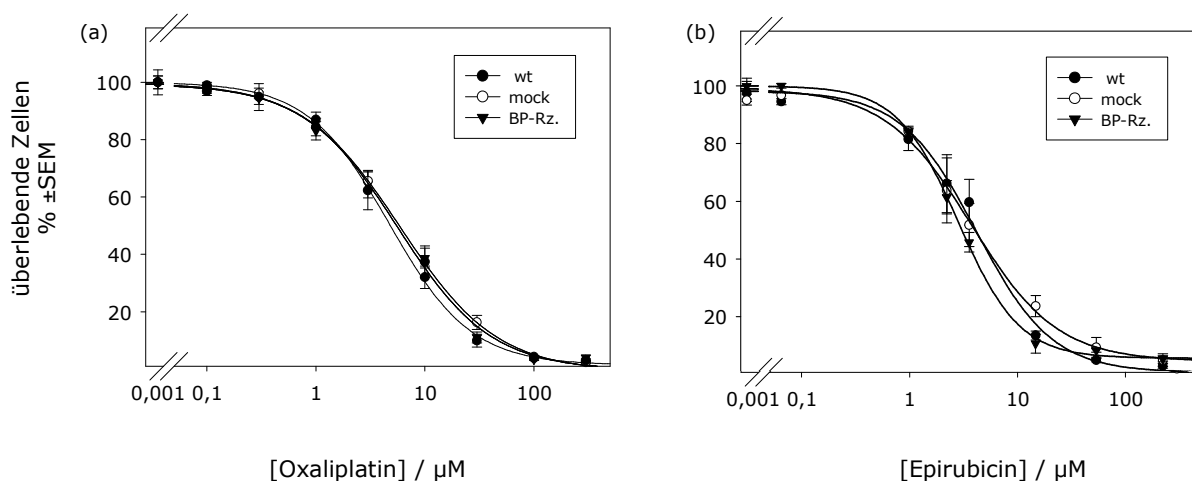 (a)
wt
mock
BP-Rz.
100
80
60
40
20
0,001 0,1 1 10 100
überlebende Zellen
% ±SEM
[Oxaliplatin] / µM
(b)
wt
mock
BP-Rz.
100
80
60
40
20
0,001 0,1 1 10 100
[Epirubicin] / µM